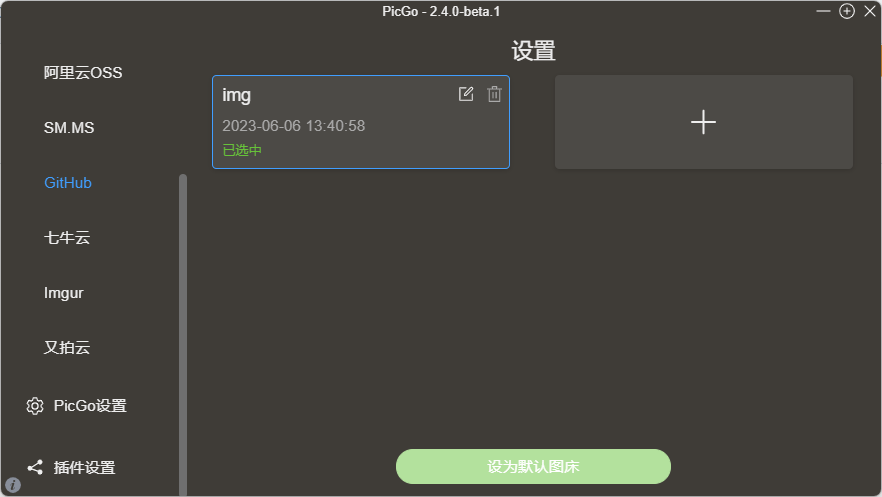 PicGo - 2.4.0-beta.1
设置
阿里云OSS
SM.MS
GitHub
七牛云
Imgur
又拍云
PicGo设置
插件设置
img
2023-06-06 13:40:58
已选中
设为默认图床